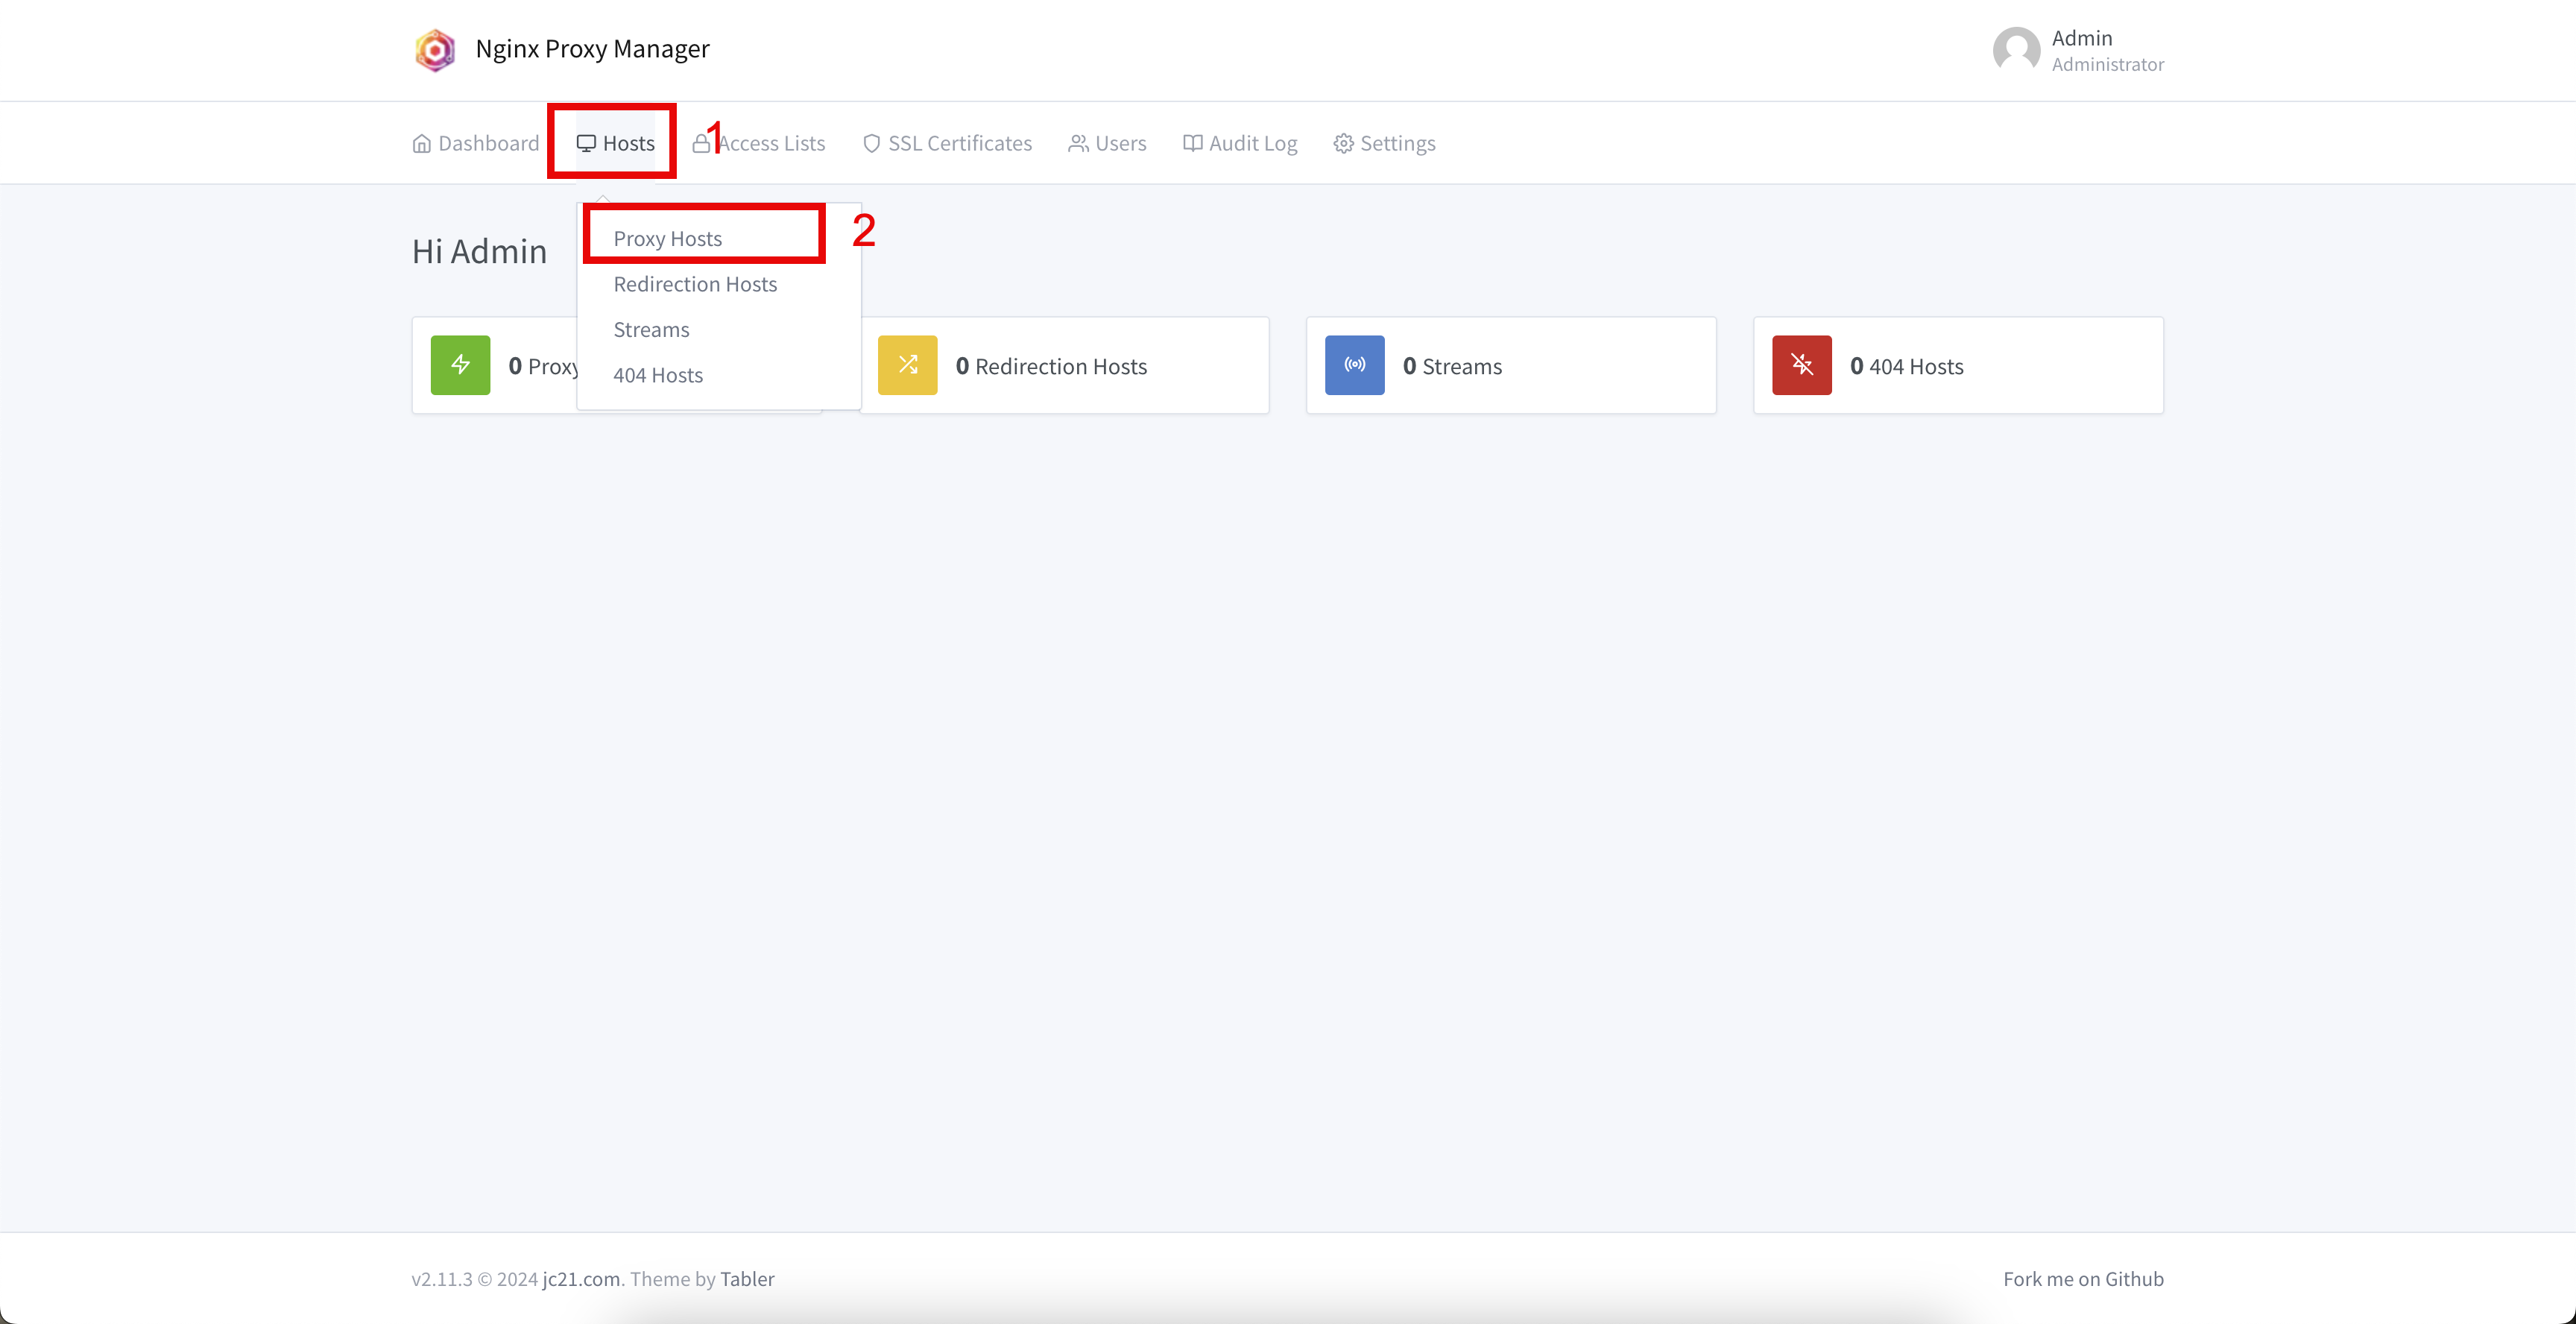 Nginx Proxy Manager
Admin
Administrator
Dashboard
Hosts
1
Access Lists
SSL Certificates
Users
Audit Log
Settings
Hi Admin
Proxy Hosts
2
Redirection Hosts
Streams
404 Hosts
0 Proxy
0 Redirection Hosts
0 Streams
0 404 Hosts
v2.11.3 © 2024 jc21.com. Theme by Tabler
Fork me on Github